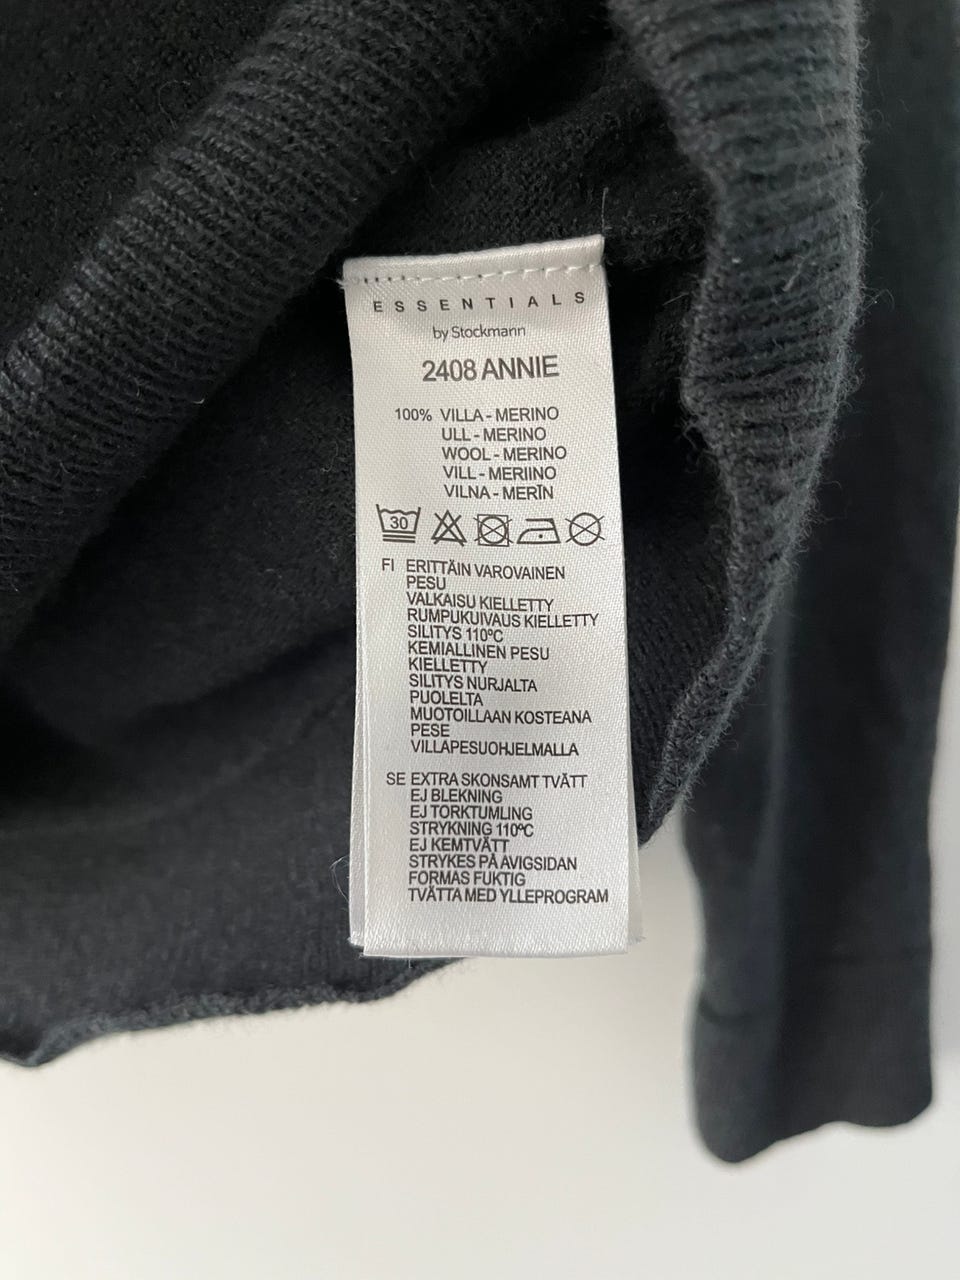 ESSENTIALS
by Stockmann
2408 ANNIE
100% VILLA - MERINO
ULL - MERINO
WOOL - MERINO
VILL - MERIINO
VILNA - MERĪN
30
FI ERITTÄIN VAROVAINEN
PESU
VALKAISU KIELLETTY
RUMPUKUIVAUS KIELLETTY
SILITYS 110ºC
KEMIALLINEN PESU
KIELLETTY
SILITYS NURJALTA
PUOLELTA
MUOTOILLAAN KOSTEANA
PESE
VILLAPESUOHJELMALLA
SE EXTRA SKONSAMT TVÄTT
EJ BLEKNING
EJ TORKTUMLING
STRYKNING 110ºC
EJ KEMTVÄTT
STRYKES PÅ AVIGSIDAN
FORMAS FUKTIG
TVÄTTA MED YLLEPROGRAM